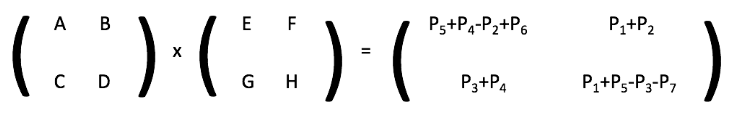 A B E F P₅+P₄-P₂+P₆ P₁+P₂
x =
C D G H P₃+P₄ P₁+P₅-P₃-P₇